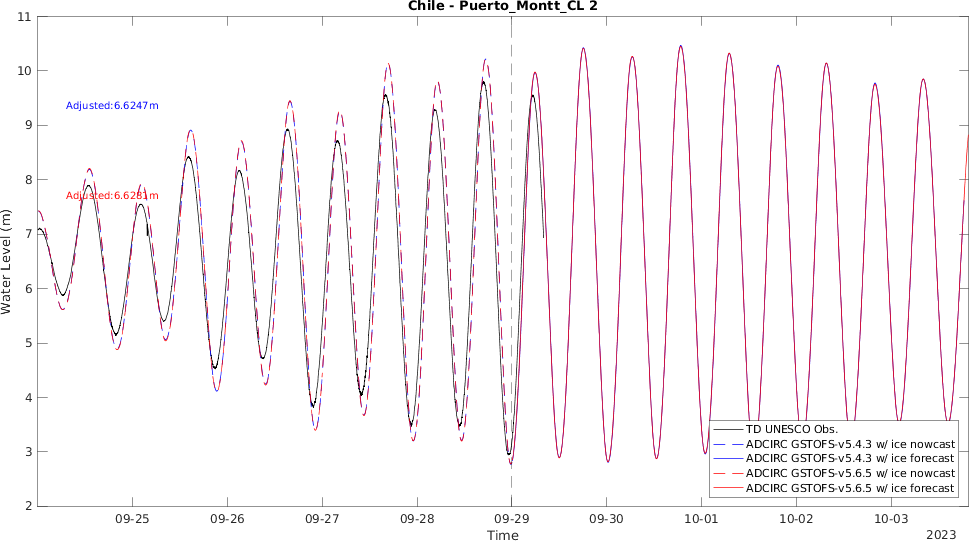 Chile - Puerto_Montt_CL 2
11
10
9
8
7
6
5
4
3
2
Water Level (m)
Adjusted:6.6247m
Adjusted:6.6281m
TD UNESCO Obs.
ADCIRC GSTOFS-v5.4.3 w/ ice nowcast
ADCIRC GSTOFS-v5.4.3 w/ ice forecast
ADCIRC GSTOFS-v5.6.5 w/ ice nowcast
ADCIRC GSTOFS-v5.6.5 w/ ice forecast
09-25 09-26 09-27 09-28 09-29 09-30 10-01 10-02 10-03
Time
2023